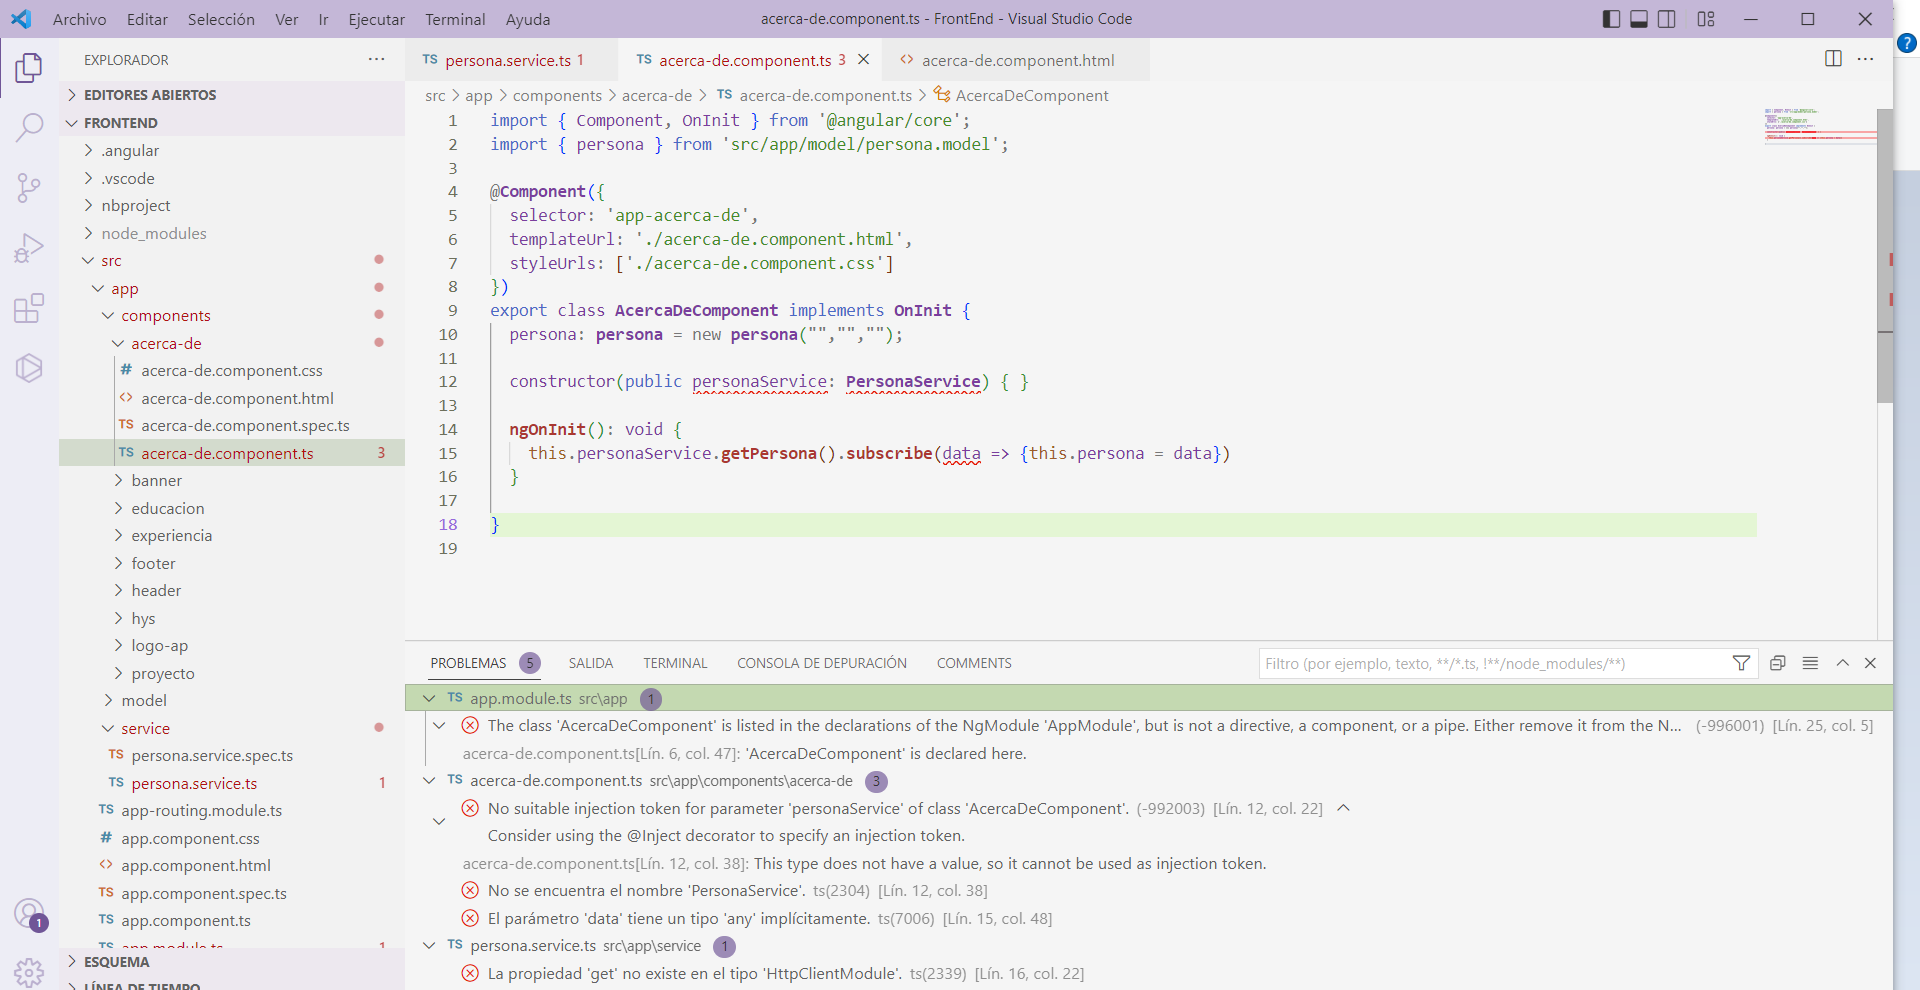 Archivo Editar Selección Ver Ir Ejecutar Terminal Ayuda acerca-de.component.ts - FrontEnd - Visual Studio Code
EXPLORADOR
EDITORES ABIERTOS
FRONTEND
.angular
.vscode
nbproject
node_modules
src
app
components
acerca-de
# acerca-de.component.css
<> acerca-de.component.html
TS acerca-de.component.spec.ts
TS acerca-de.component.ts 3
banner
educacion
experiencia
footer
header
hys
logo-ap
proyecto
model
service
TS persona.service.spec.ts
TS persona.service.ts 1
TS app-routing.module.ts
# app.component.css
<> app.component.html
TS app.component.spec.ts
TS app.component.ts
TS app.module.ts 1
ESQUEMA
LÍNEA DE TIEMPO
1
TS persona.service.ts 1
TS acerca-de.component.ts 3
<> acerca-de.component.html
src > app > components > acerca-de > TS acerca-de.component.ts > AcercaDeComponent
1 import { Component, OnInit } from '@angular/core';
2 import { persona } from 'src/app/model/persona.model';
3
4 @Component({
5 selector: 'app-acerca-de',
6 templateUrl: './acerca-de.component.html',
7 styleUrls: ['./acerca-de.component.css']
8 })
9 export class AcercaDeComponent implements OnInit {
10 persona: persona = new persona("","","");
11
12 constructor(public personaService: PersonaService) { }
13
14 ngOnInit(): void {
15 this.personaService.getPersona().subscribe(data => {this.persona = data})
16 }
17
18 }
19
PROBLEMAS 5 SALIDA TERMINAL CONSOLA DE DEPURACIÓN COMMENTS Filtro (por ejemplo, texto, **/*.ts, !**/node_modules/**)
TS app.module.ts src\app 1
The class 'AcercaDeComponent' is listed in the declarations of the NgModule 'AppModule', but is not a directive, a component, or a pipe. Either remove it from the N... (-996001) [Lín. 25, col. 5]
acerca-de.component.ts[Lín. 6, col. 47]: 'AcercaDeComponent' is declared here.
TS acerca-de.component.ts src\app\components\acerca-de 3
No suitable injection token for parameter 'personaService' of class 'AcercaDeComponent'. (-992003) [Lín. 12, col. 22]
Consider using the @Inject decorator to specify an injection token.
acerca-de.component.ts[Lín. 12, col. 38]: This type does not have a value, so it cannot be used as injection token.
No se encuentra el nombre 'PersonaService'. ts(2304) [Lín. 12, col. 38]
El parámetro 'data' tiene un tipo 'any' implícitamente. ts(7006) [Lín. 15, col. 48]
TS persona.service.ts src\app\service 1
La propiedad 'get' no existe en el tipo 'HttpClientModule'. ts(2339) [Lín. 16, col. 22]
?